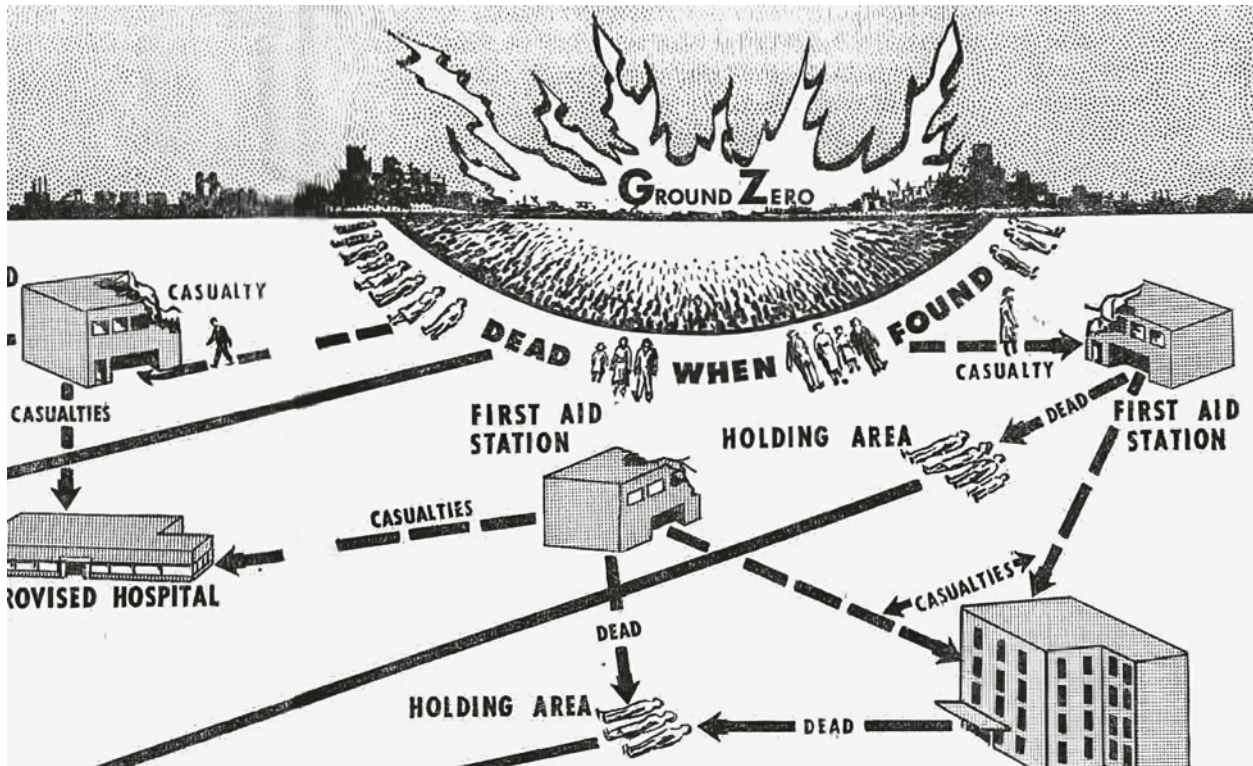 GROUND ZERO
DEAD WHEN FOUND
D
CASUALTY
CASUALTIES
ROVISED HOSPITAL
FIRST AID
STATION
CASUALTIES
DEAD
HOLDING AREA
HOLDING AREA
CASUALTY
DEAD
FIRST AID
STATION
CASUALTIES
DEAD